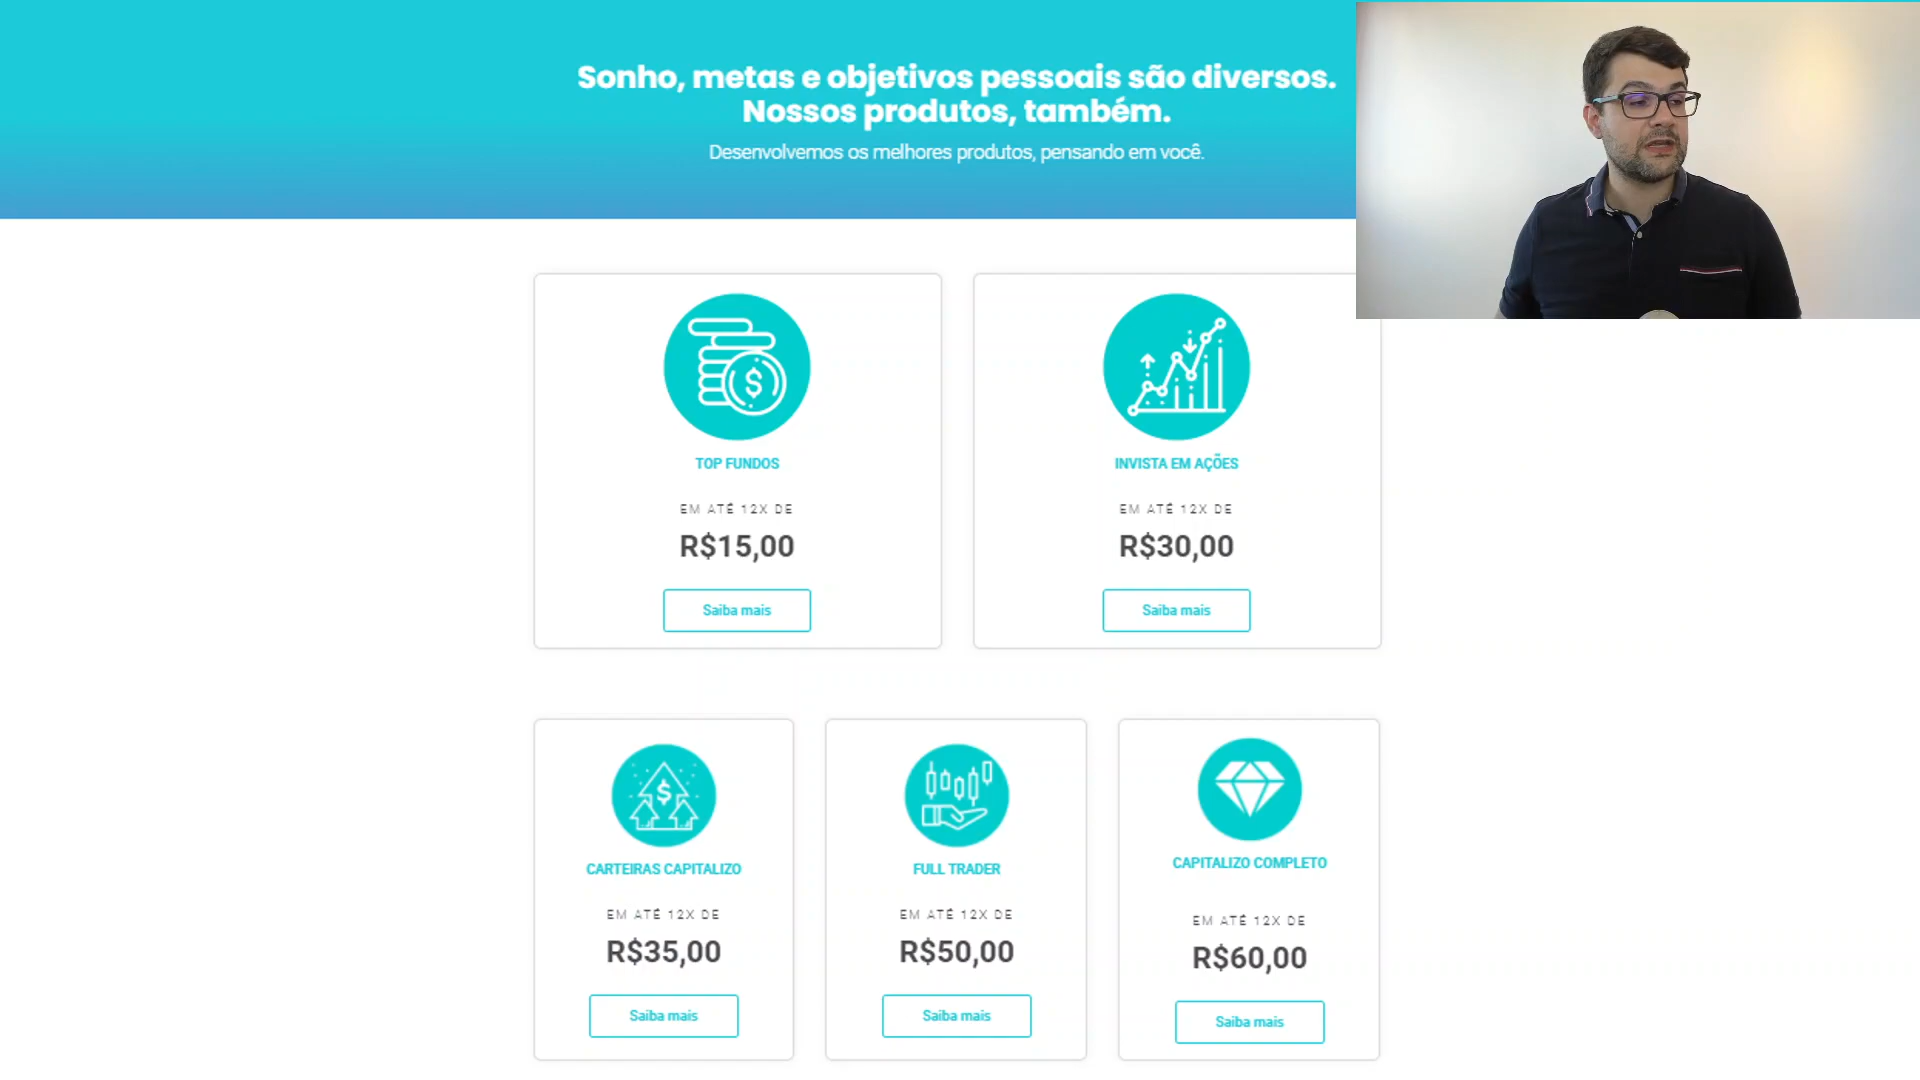 Sonho, metas e objetivos pessoais são diversos.
Nossos produtos, também.
Desenvolvemos os melhores produtos, pensando em você.
TOP FUNDOS
EM ATÉ 12X DE
R$15,00
Saiba mais
INVISTA EM AÇÕES
EM ATÉ 12X DE
R$30,00
Saiba mais
CARTEIRAS CAPITALIZO
EM ATÉ 12X DE
R$35,00
Saiba mais
FULL TRADER
EM ATÉ 12X DE
R$50,00
Saiba mais
CAPITALIZO COMPLETO
EM ATÉ 12X DE
R$60,00
Saiba mais